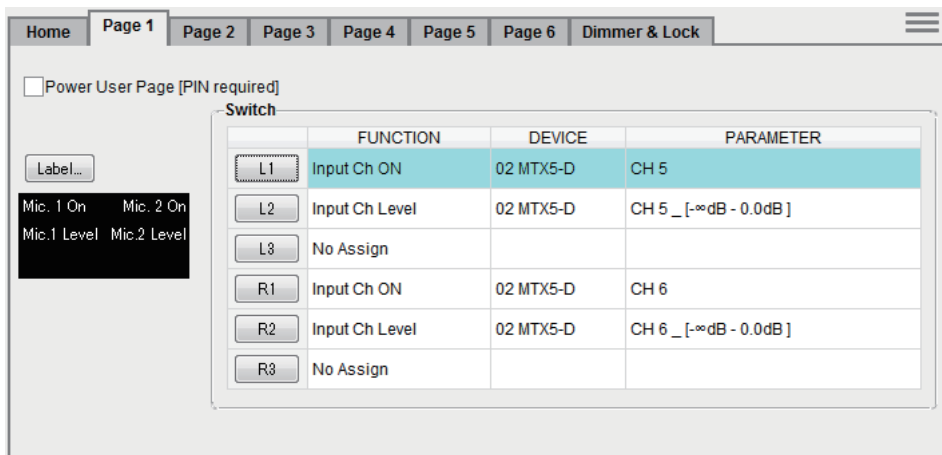 Home Page 1 Page 2 Page 3 Page 4 Page 5 Page 6 Dimmer & Lock
Power User Page [PIN required]
Switch
FUNCTION DEVICE PARAMETER
Label...
L1 Input Ch ON 02 MTX5-D CH 5
Mic. 1 On Mic. 2 On
Mic.1 Level Mic.2 Level
L2 Input Ch Level 02 MTX5-D CH 5 _ [-∞dB - 0.0dB ]
L3 No Assign
R1 Input Ch ON 02 MTX5-D CH 6
R2 Input Ch Level 02 MTX5-D CH 6 _ [-∞dB - 0.0dB ]
R3 No Assign